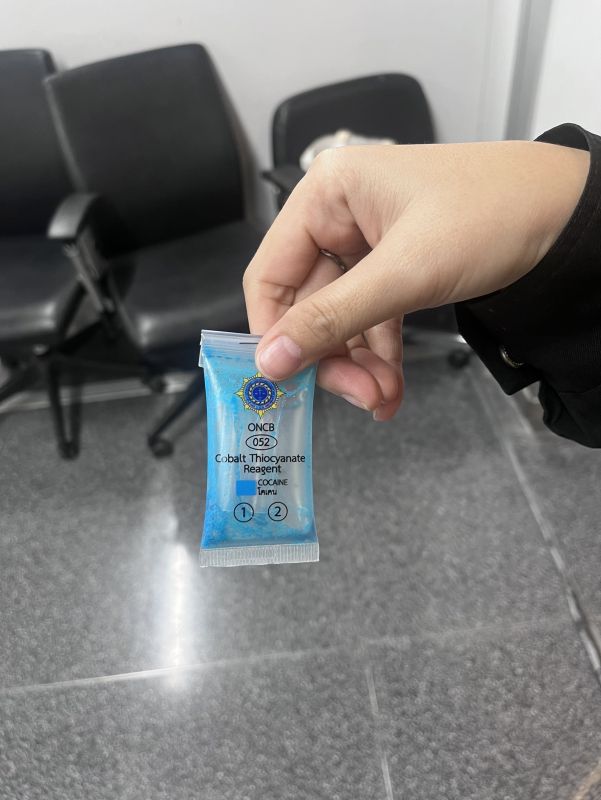 ONCB
052
Cobalt Thiocyanate
Reagent
COCAINE
โคเคน
1 2